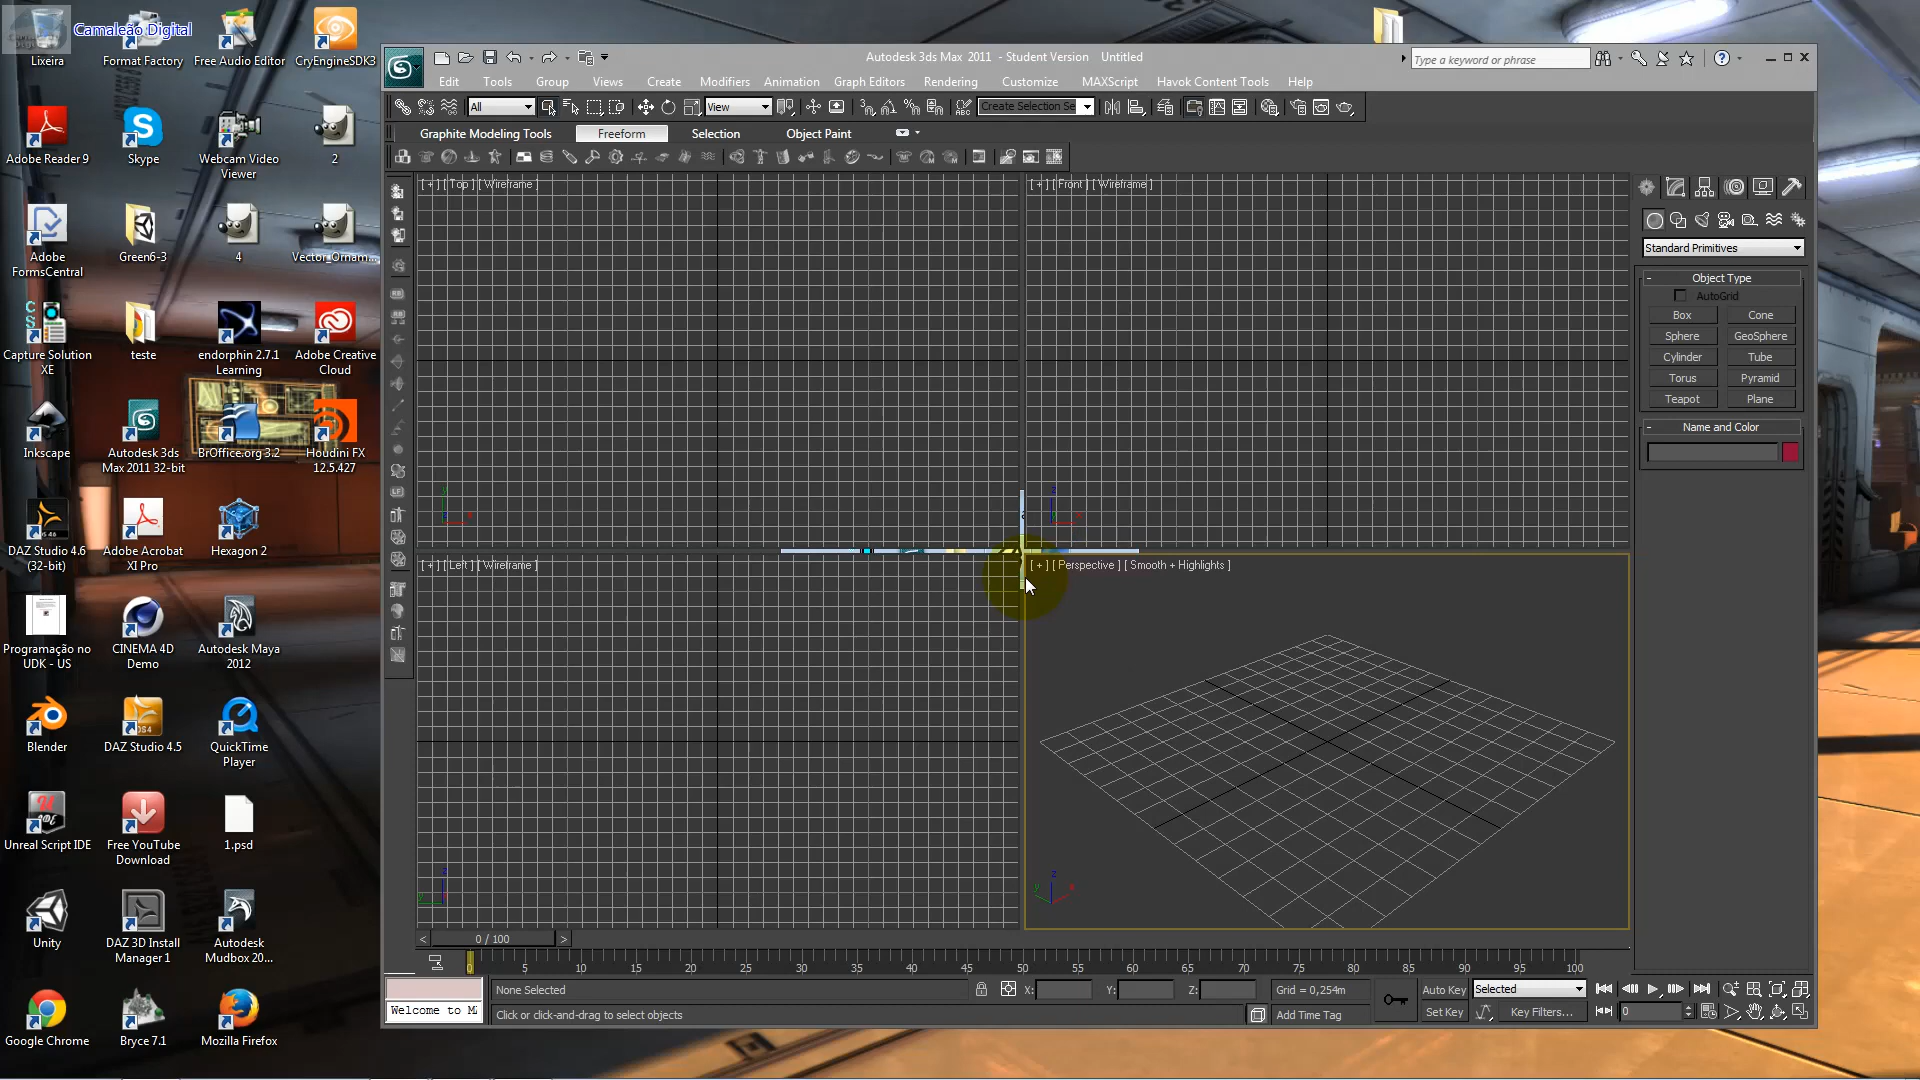 Camaleão Digital
Lixeira
Format Factory
Free Audio Editor
CryEngineSDK3
Adobe Reader 9
Skype
Webcam Video
Viewer
2
Adobe
FormsCentral
Green6-3
4
Vector_Ornam...
Capture Solution
XE
teste
endorphin 2.7.1
Learning
Adobe Creative
Cloud
Inkscape
Autodesk 3ds
Max 2011 32-bit
BrOffice.org 3.2
Houdini FX
12.5.427
DAZ Studio 4.6
(32-bit)
Adobe Acrobat
XI Pro
Hexagon 2
Programação no
UDK - US
CINEMA 4D
Demo
Autodesk Maya
2012
Blender
DAZ Studio 4.5
QuickTime
Player
Unreal Script IDE
Free YouTube
Download
1.psd
Unity
DAZ 3D Install
Manager 1
Autodesk
Mudbox 20...
Google Chrome
Bryce 7.1
Mozilla Firefox
Autodesk 3ds Max 2011 - Student Version Untitled
Type a keyword or phrase
Edit Tools Group Views Create Modifiers Animation Graph Editors Rendering Customize MAXScript Havok Content Tools Help
All View Create Selection Se
Graphite Modeling Tools Freeform Selection Object Paint
[ + ] [ Top ] [ Wireframe ]
[ + ] [ Front ] [ Wireframe ]
[ + ] [ Left ] [ Wireframe ]
[ + ] [ Perspective ] [ Smooth + Highlights ]
Standard Primitives
Object Type
AutoGrid
Box Cone
Sphere GeoSphere
Cylinder Tube
Torus Pyramid
Teapot Plane
Name and Color
< 0 / 100 >
0 5 10 15 20 25 30 35 40 45 50 55 60 65 70 75 80 85 90 95 100
None Selected X: Y: Z: Grid = 0,254m Auto Key Selected
Welcome to M Click or click-and-drag to select objects Add Time Tag Set Key Key Filters... 0